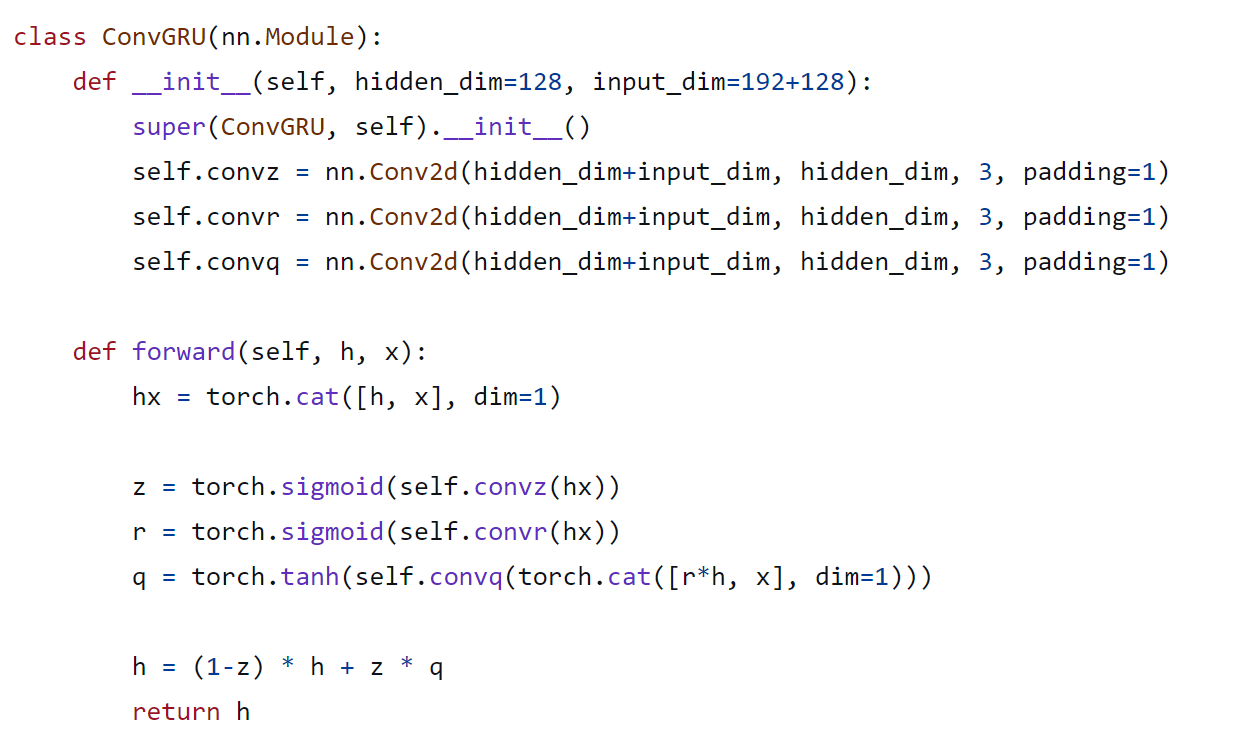 class ConvGRU(nn.Module):
    def __init__(self, hidden_dim=128, input_dim=192+128):
        super(ConvGRU, self).__init__()
        self.convz = nn.Conv2d(hidden_dim+input_dim, hidden_dim, 3, padding=1)
        self.convr = nn.Conv2d(hidden_dim+input_dim, hidden_dim, 3, padding=1)
        self.convq = nn.Conv2d(hidden_dim+input_dim, hidden_dim, 3, padding=1)

    def forward(self, h, x):
        hx = torch.cat([h, x], dim=1)

        z = torch.sigmoid(self.convz(hx))
        r = torch.sigmoid(self.convr(hx))
        q = torch.tanh(self.convq(torch.cat([r*h, x], dim=1)))

        h = (1-z) * h + z * q
        return h